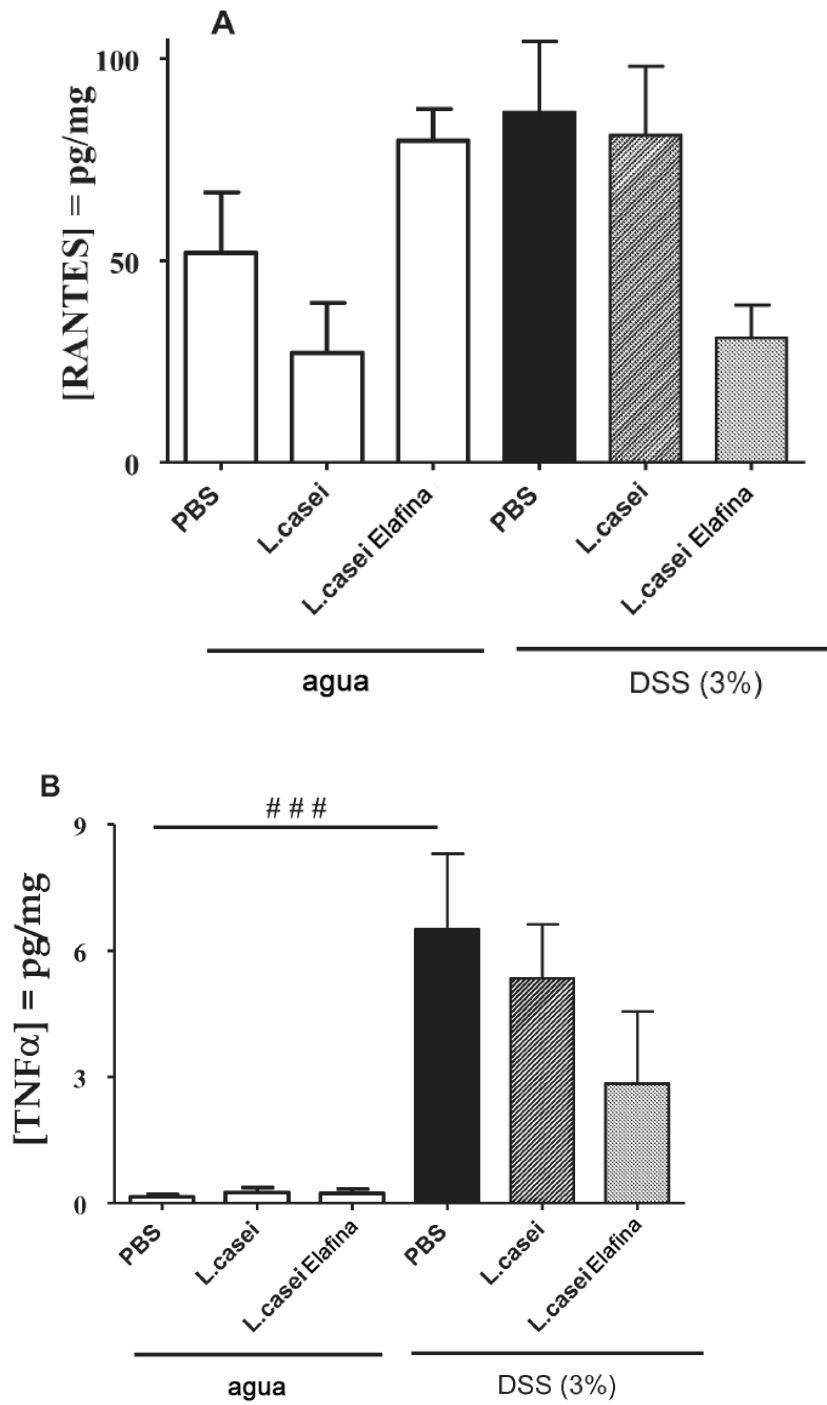 A
[RANTES] = pg/mg
100
50
0
PBS
L.casei
L.casei Elafina
PBS
L.casei
L.casei Elafina
agua
DSS (3%)
B
# # #
[TNFα] = pg/mg
9
6
3
0
PBS
L.casei
L.casei Elafina
PBS
L.casei
L.casei Elafina
agua
DSS (3%)